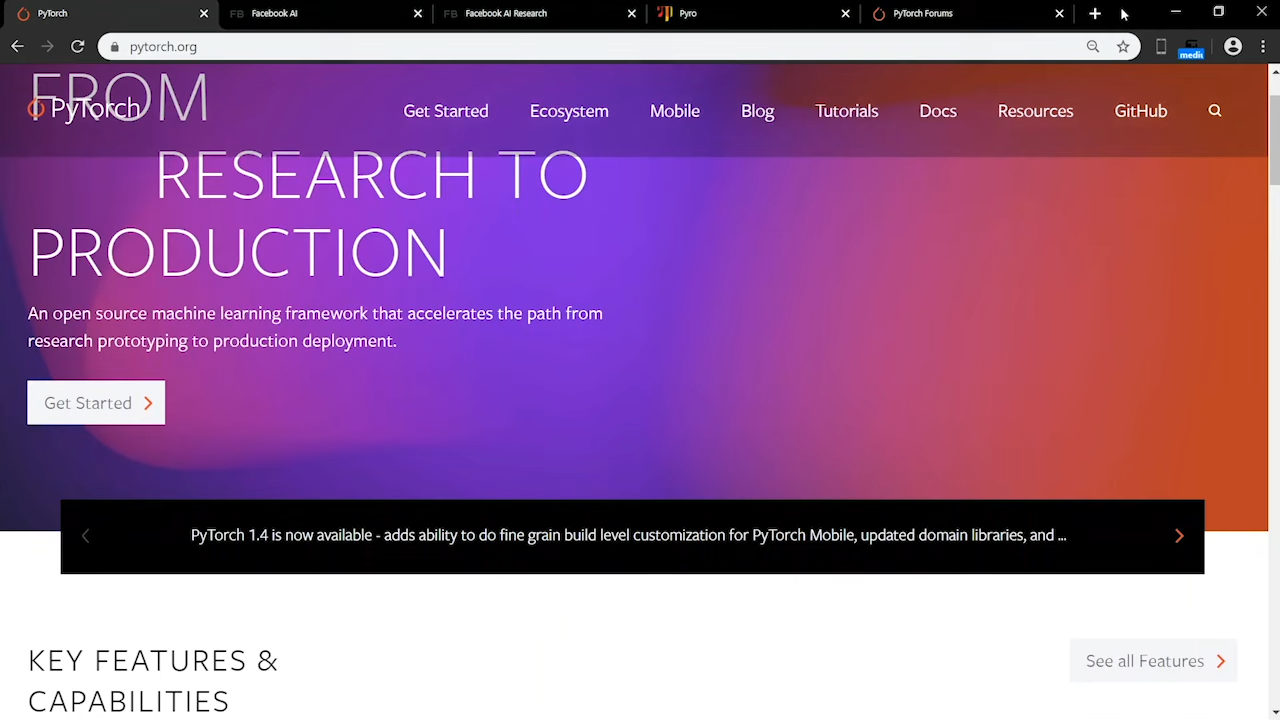 PyTorch
FB Facebook AI
FB Facebook AI Research
Pyro
PyTorch Forums
pytorch.org
medi
FROM
PyTorch
Get Started
Ecosystem
Mobile
Blog
Tutorials
Docs
Resources
GitHub
RESEARCH TO
PRODUCTION
An open source machine learning framework that accelerates the path from
research prototyping to production deployment.
Get Started
PyTorch 1.4 is now available - adds ability to do fine grain build level customization for PyTorch Mobile, updated domain libraries, and ...
KEY FEATURES &
See all Features
CAPABILITIES